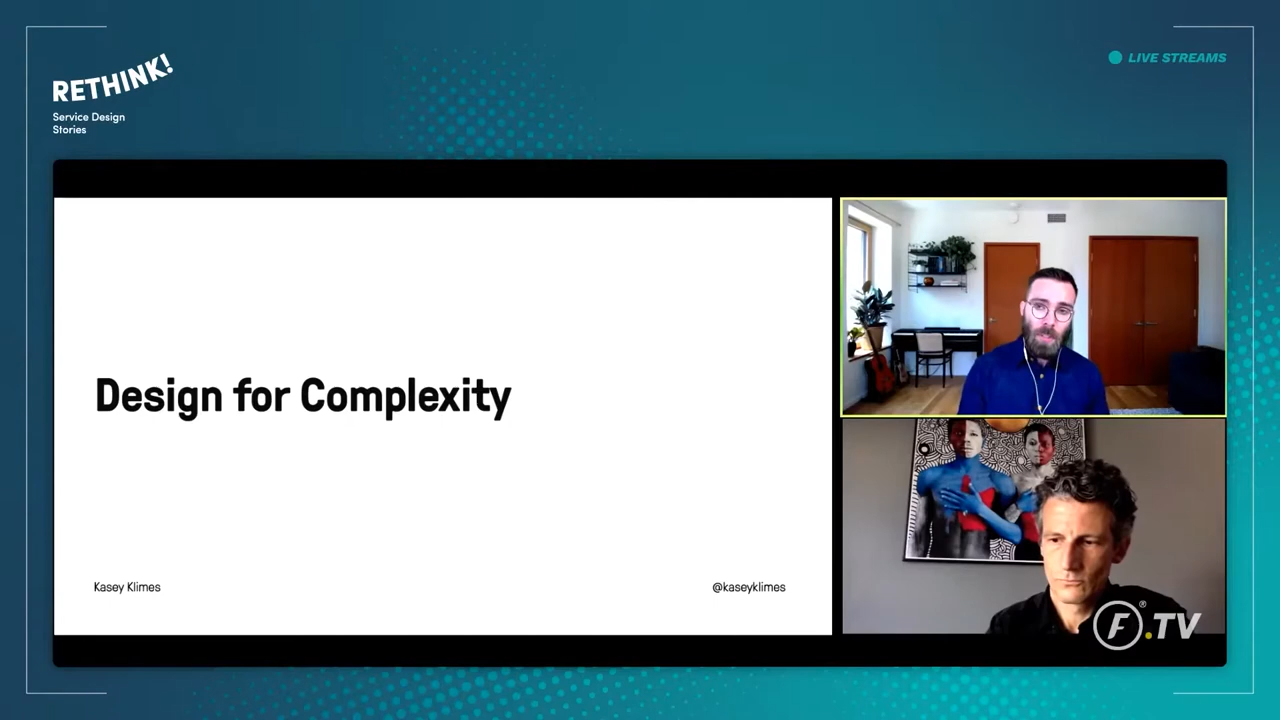 RETHINK!
Service Design
Stories
LIVE STREAMS
Design for Complexity
Kasey Klimes
@kaseyklimes
F®.TV